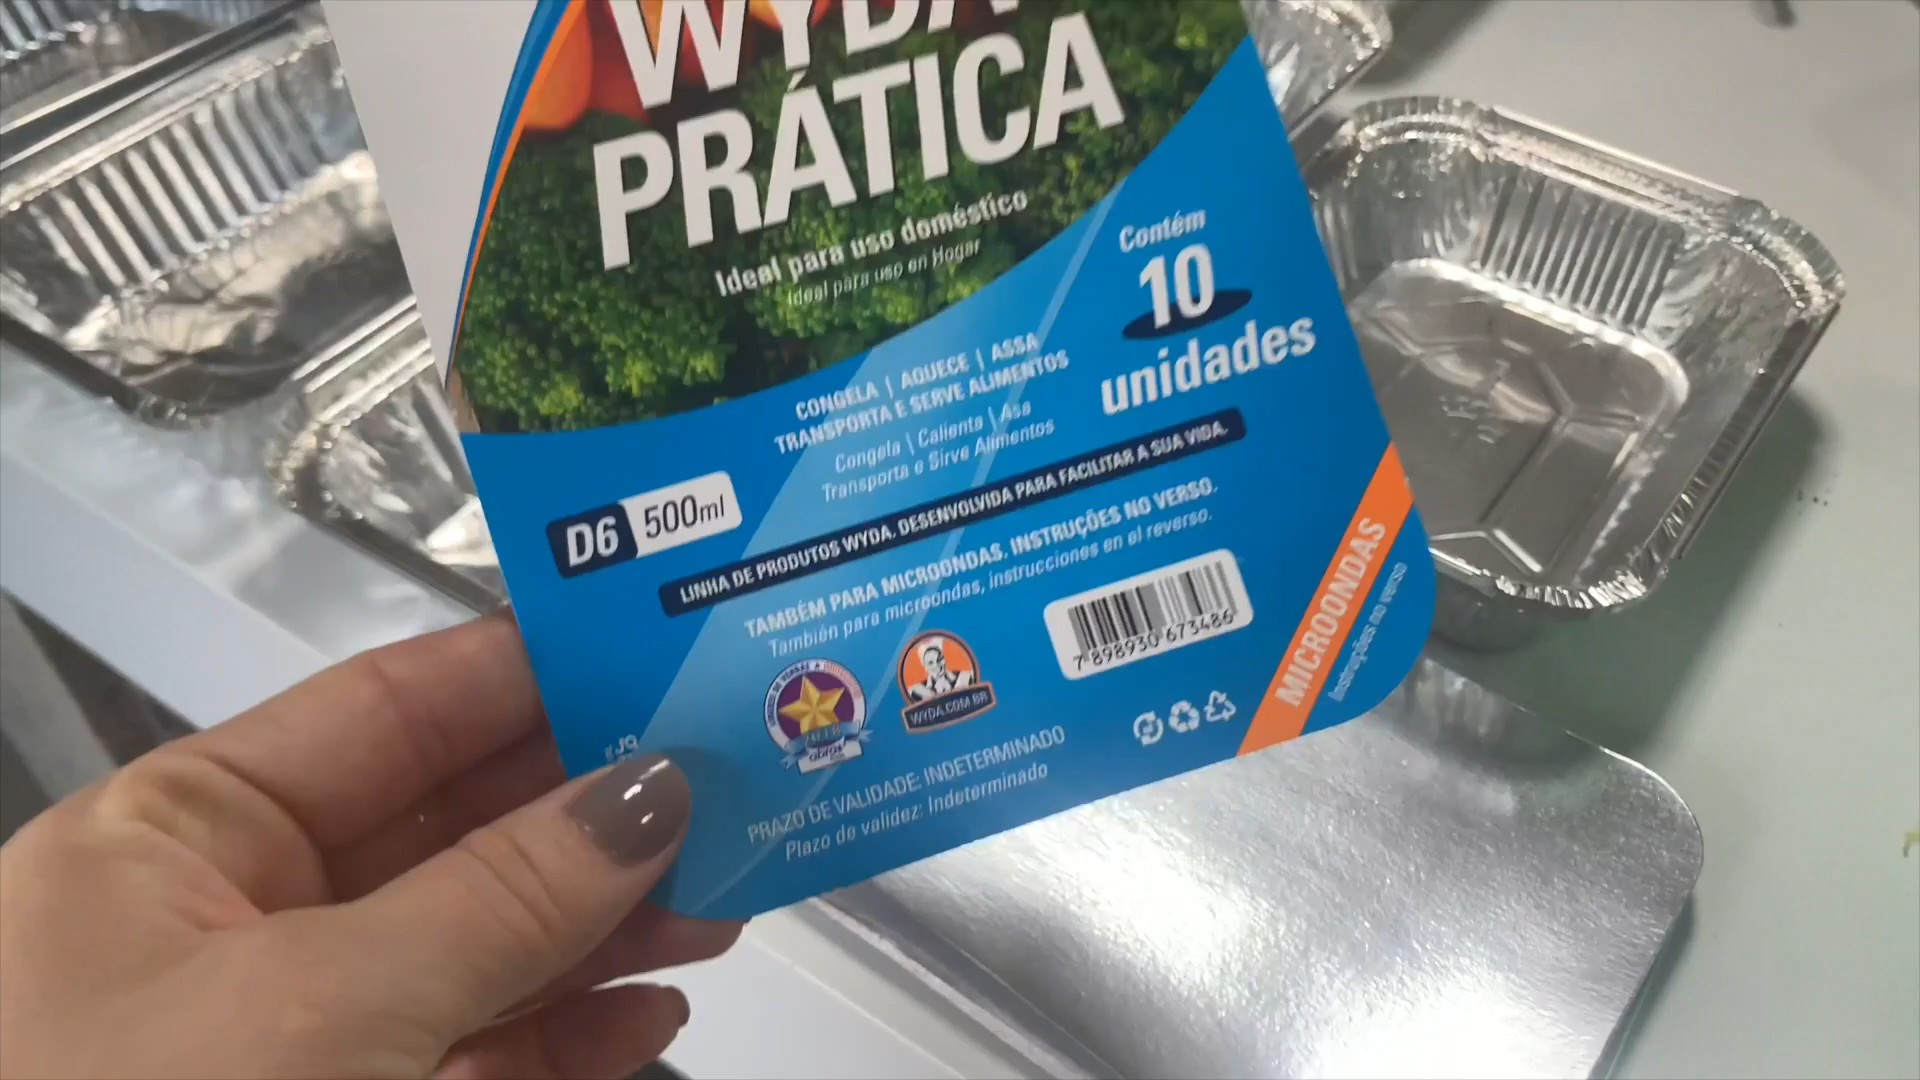 WYDA
PRÁTICA
Ideal para uso doméstico
Ideal para uso en Hogar
Contém
10
unidades
CONGELA | AQUECE | ASSA
TRANSPORTA E SERVE ALIMENTOS
Congela | Calienta | Asa
Transporta e Sirve Alimentos
D6 500ml
LINHA DE PRODUTOS WYDA. DESENVOLVIDA PARA FACILITAR A SUA VIDA.
TAMBÉM PARA MICROONDAS. INSTRUÇÕES NO VERSO.
También para microondas, instrucciones en el reverso.
WYDA.COM.BR
7 898930 673486
MICROONDAS
Instruções no verso
PRAZO DE VALIDADE: INDETERMINADO
Plazo de validez: Indeterminado